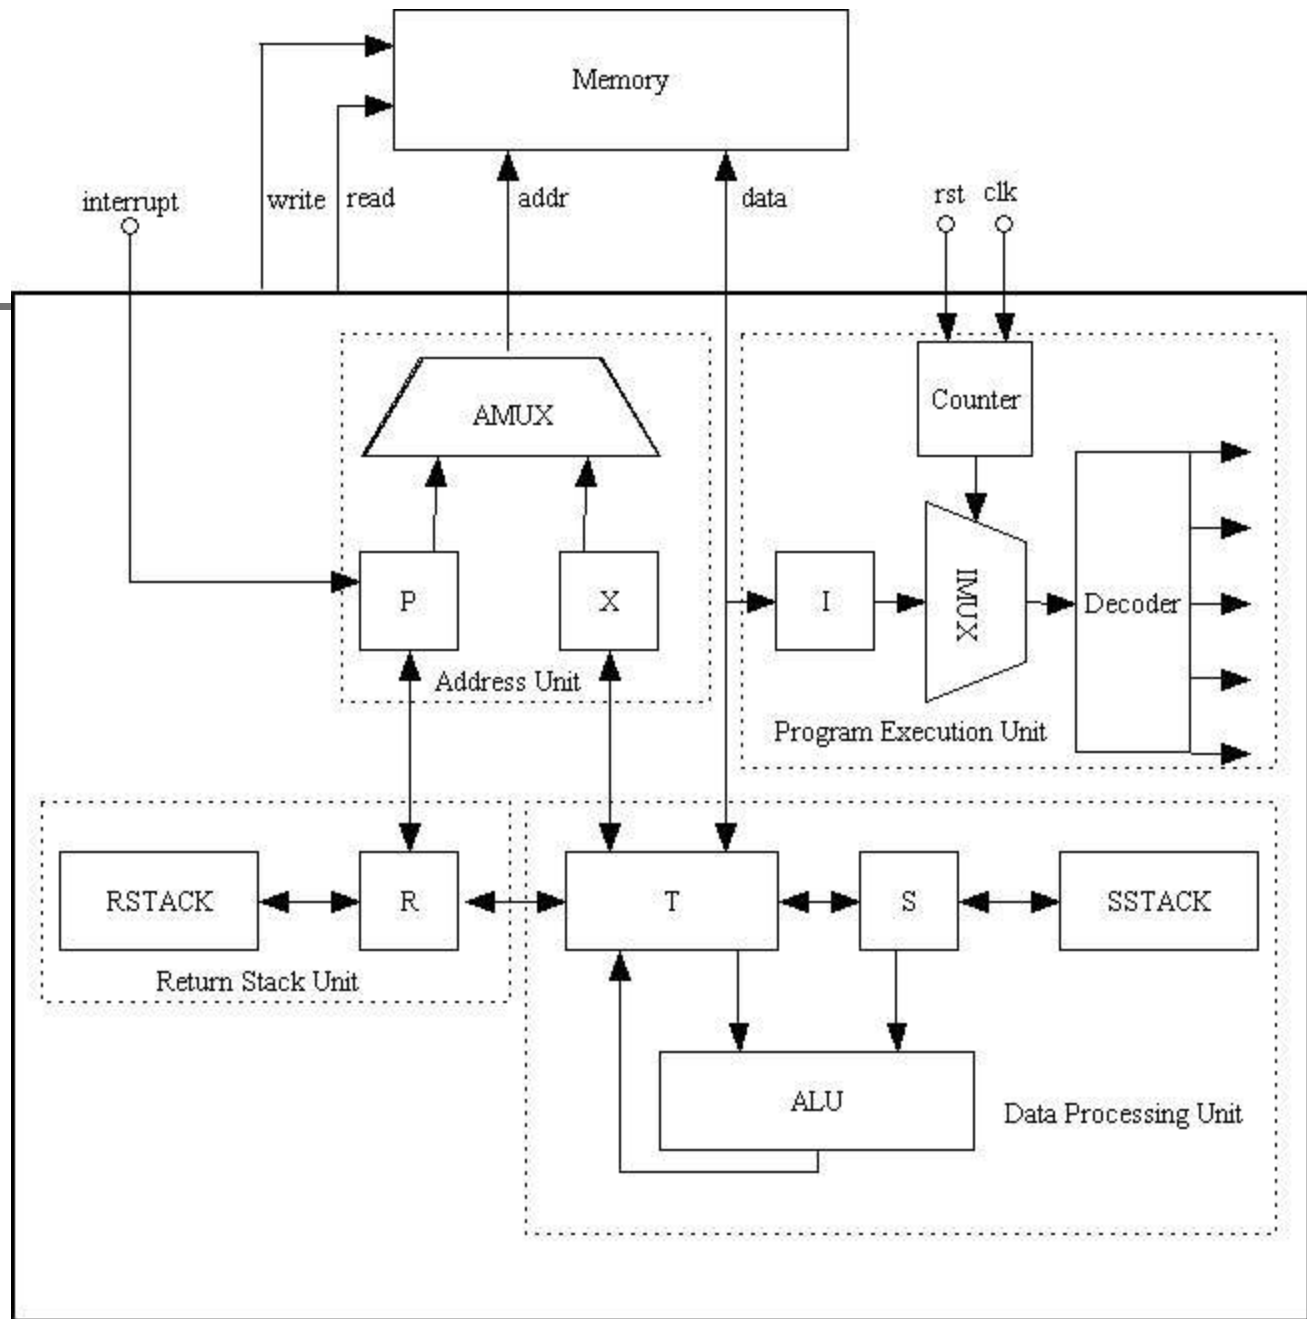 Memory
interrupt
write
read
addr
data
rst
clk
AMUX
Counter
P
X
I
IMUX
Decoder
Address Unit
Program Execution Unit
RSTACK
R
T
S
SSTACK
Return Stack Unit
ALU
Data Processing Unit